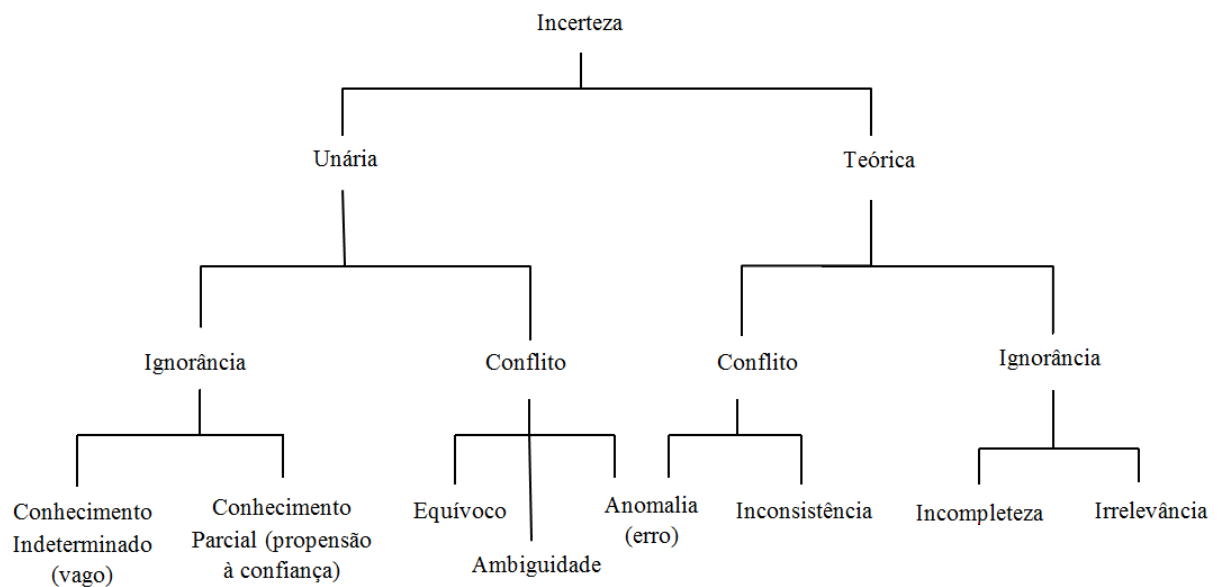 Incerteza
Unária
Teórica
Ignorância
Conflito
Conflito
Ignorância
Conhecimento
Indeterminado
(vago)
Conhecimento
Parcial (propensão
à confiança)
Equívoco
Ambiguidade
Anomalia
(erro)
Inconsistência
Incompleteza
Irrelevância